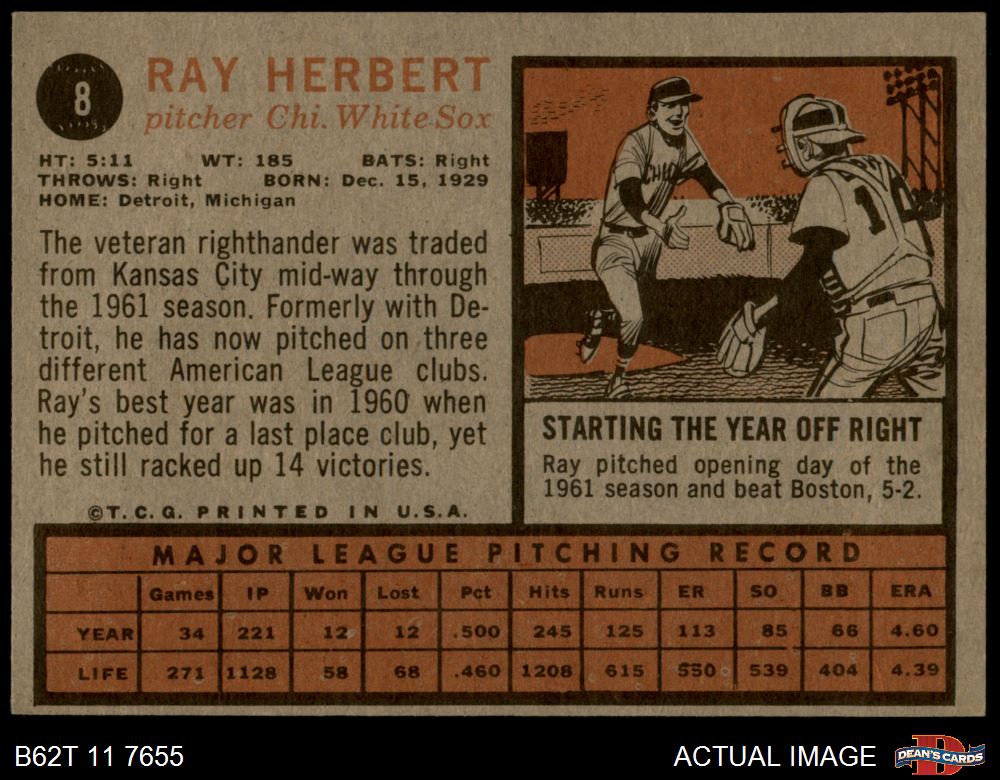 8
RAY HERBERT
pitcher Chi. White Sox
HT: 5:11 WT: 185 BATS: Right
THROWS: Right BORN: Dec. 15, 1929
HOME: Detroit, Michigan
The veteran righthander was traded
from Kansas City mid-way through
the 1961 season. Formerly with De-
troit, he has now pitched on three
different American League clubs.
Ray's best year was in 1960 when
he pitched for a last place club, yet
he still racked up 14 victories.
©T.C.G. PRINTED IN U.S.A.
STARTING THE YEAR OFF RIGHT
Ray pitched opening day of the
1961 season and beat Boston, 5-2.
MAJOR LEAGUE PITCHING RECORD
Games IP Won Lost Pct Hits Runs ER SO BB ERA
YEAR 34 221 12 12 .500 245 125 113 85 66 4.60
LIFE 271 1128 58 68 .460 1208 615 550 539 404 4.39
B62T 11 7655 ACTUAL IMAGE
DEAN'S CARDS